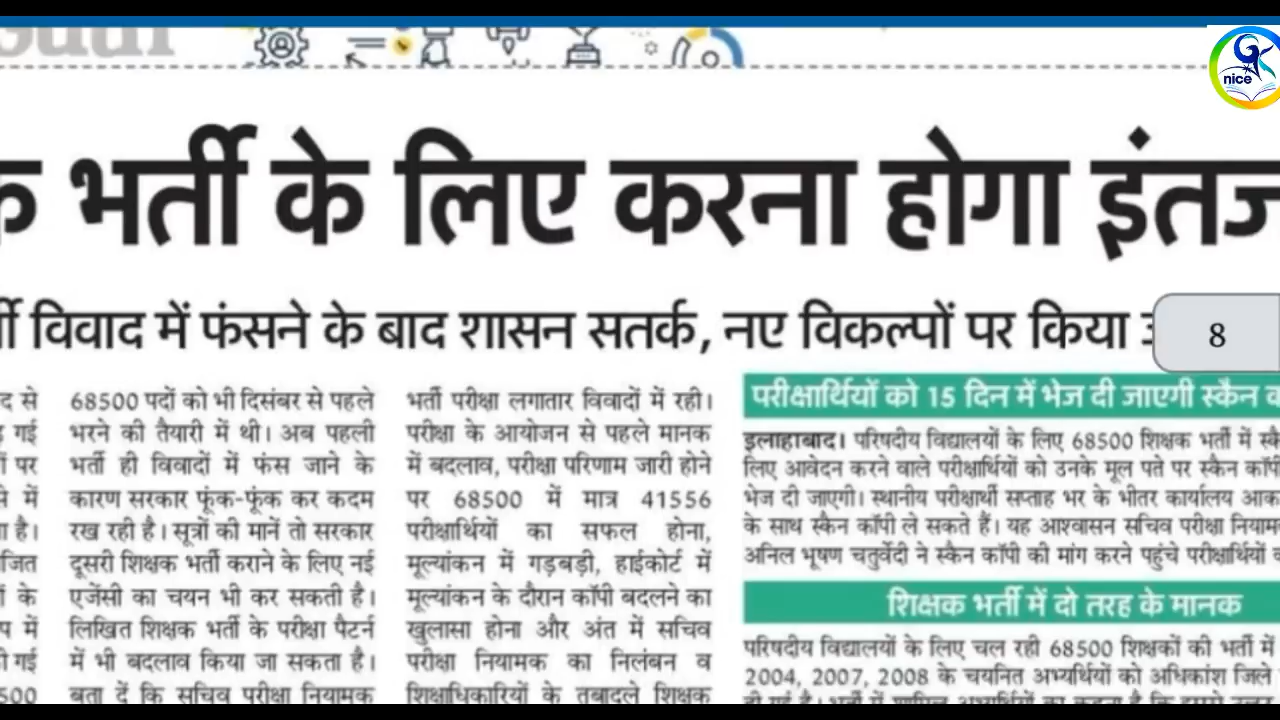 nice
भर्ती के लिए करना होगा
विवाद में फंसने के बाद शासन सतर्क, नए विकल्पों पर किया
8
द से
गई
पर
में
है।
जित
के
में
गई
500
68500 पदों को भी दिसंबर से पहले
भरने की तैयारी में थी। अब पहली
भर्ती ही विवादों में फंस जाने के
कारण सरकार फूंक-फूंक कर कदम
रख रही है। सूत्रों की मानें तो सरकार
दूसरी शिक्षक भर्ती कराने के लिए नई
एजेंसी का चयन भी कर सकती है।
लिखित शिक्षक भर्ती के परीक्षा पैटर्न
में भी बदलाव किया जा सकता है।
बता दें कि सचिव परीक्षा नियामक
भर्ती परीक्षा लगातार विवादों में रही।
परीक्षा के आयोजन से पहले मानक
में बदलाव, परीक्षा परिणाम जारी होने
पर 68500 में मात्र 41556
परीक्षार्थियों का सफल होना,
मूल्यांकन में गड़बड़ी, हाईकोर्ट में
मूल्यांकन के दौरान कॉपी बदलने का
खुलासा होना और अंत में सचिव
परीक्षा नियामक का निलंबन व
शिक्षाधिकारियों के तबादले शिक्षक
परीक्षार्थियों को 15 दिन में भेज दी जाएगी स्कैन
इलाहाबाद। परिषदीय विद्यालयों के लिए 68500 शिक्षक भर्ती में
लिए आवेदन करने वाले परीक्षार्थियों को उनके मूल पते पर स्कैन कॉपी
भेज दी जाएगी। स्थानीय परीक्षार्थी सप्ताह भर के भीतर कार्यालय
के साथ स्कैन कॉपी ले सकते हैं। यह आश्वासन सचिव परीक्षा
अनिल भूषण चतुर्वेदी ने स्कैन कॉपी की मांग करने पहुंचे परीक्षार्थियों
शिक्षक भर्ती में दो तरह के मानक
परिषदीय विद्यालयों के लिए चल रही 68500 शिक्षकों की भर्ती में
2004, 2007, 2008 के चयनित अभ्यर्थियों को अधिकांश जिले